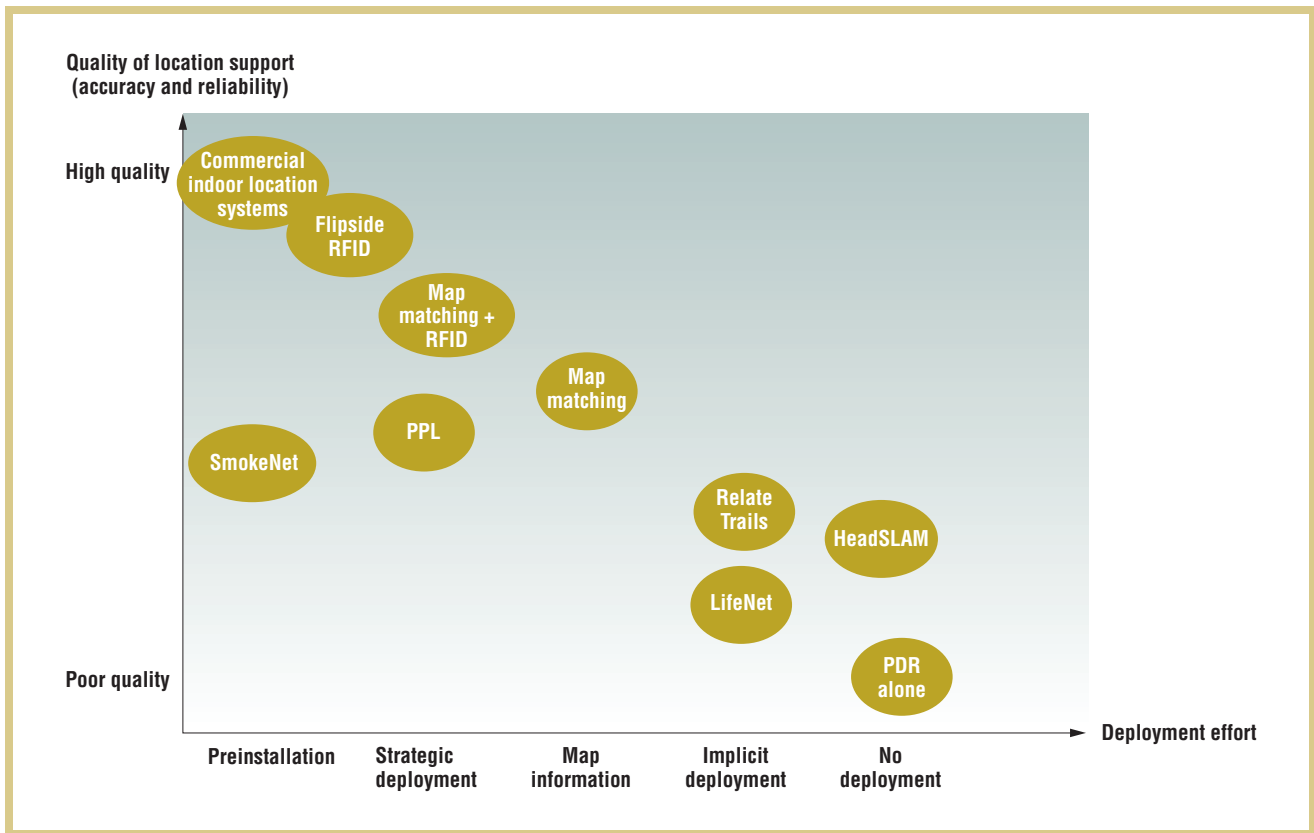 Quality of location support
(accuracy and reliability)
High quality
Commercial
indoor location
systems
Flipside
RFID
Map
matching +
RFID
Map
matching
PPL
SmokeNet
Relate
Trails
HeadSLAM
LifeNet
PDR
alone
Poor quality
Deployment effort
Preinstallation
Strategic
deployment
Map
information
Implicit
deployment
No
deployment